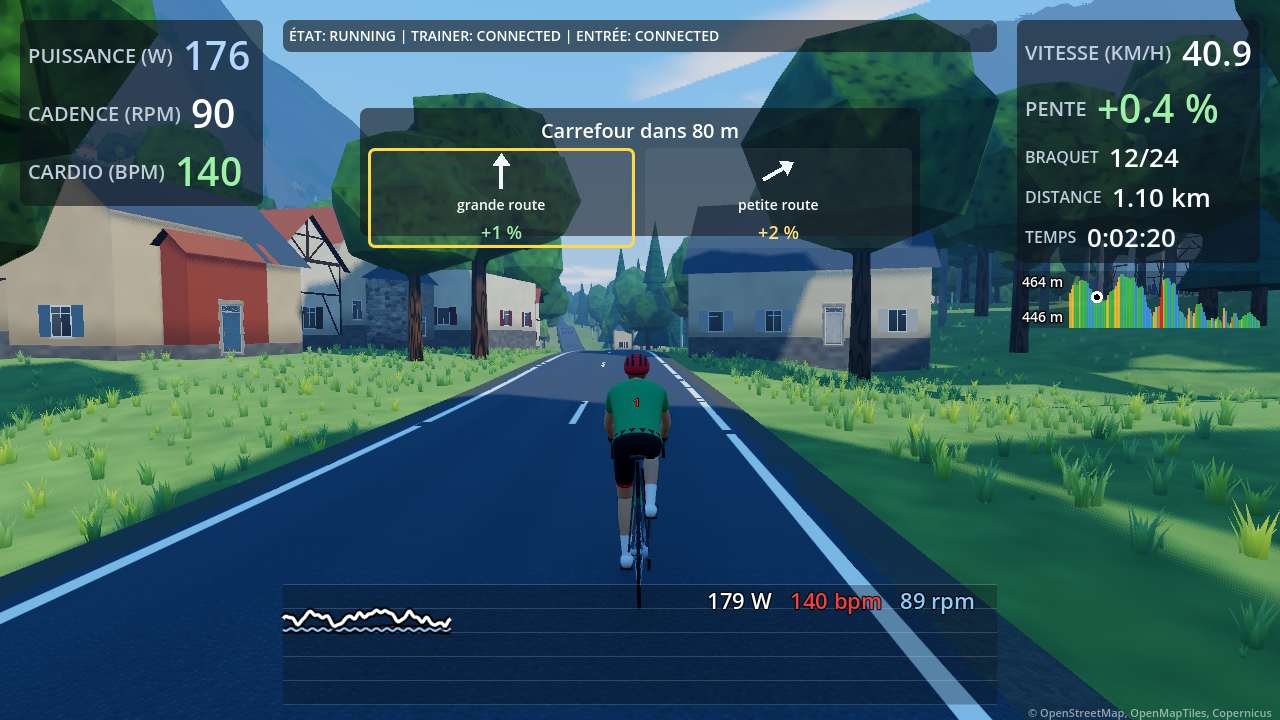 PUISSANCE (W) 176
CADENCE (RPM) 90
CARDIO (BPM) 140
ÉTAT: RUNNING | TRAINER: CONNECTED | ENTRÉE: CONNECTED
Carrefour dans 80 m
grande route
+1 %
petite route
+2 %
VITESSE (KM/H) 40.9
PENTE +0.4 %
BRAQUET 12/24
DISTANCE 1.10 km
TEMPS 0:02:20
464 m
446 m
1
179 W 140 bpm 89 rpm
© OpenStreetMap, OpenMapTiles, Copernicus